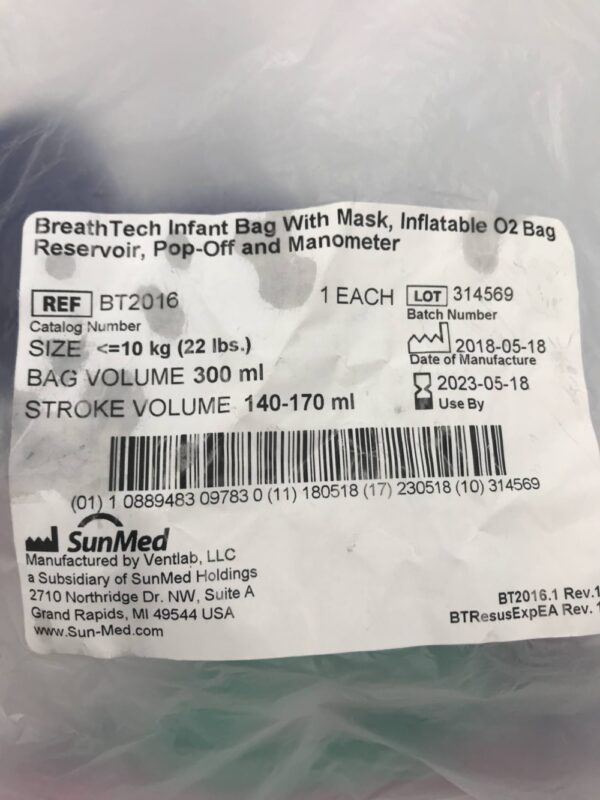 BreathTech Infant Bag With Mask, Inflatable O2 Bag
Reservoir, Pop-Off and Manometer
REF BT2016
Catalog Number
1 EACH
LOT 314569
Batch Number
SIZE <=10 kg (22 lbs.)
2018-05-18
Date of Manufacture
BAG VOLUME 300 ml
2023-05-18
Use By
STROKE VOLUME 140-170 ml
(01) 1 0889483 09783 0 (11) 180518 (17) 230518 (10) 314569
SunMed
Manufactured by Ventlab, LLC
a Subsidiary of SunMed Holdings
2710 Northridge Dr. NW, Suite A
Grand Rapids, MI 49544 USA
www.Sun-Med.com
BT2016.1 Rev.1
BTResusExpEA Rev. 1